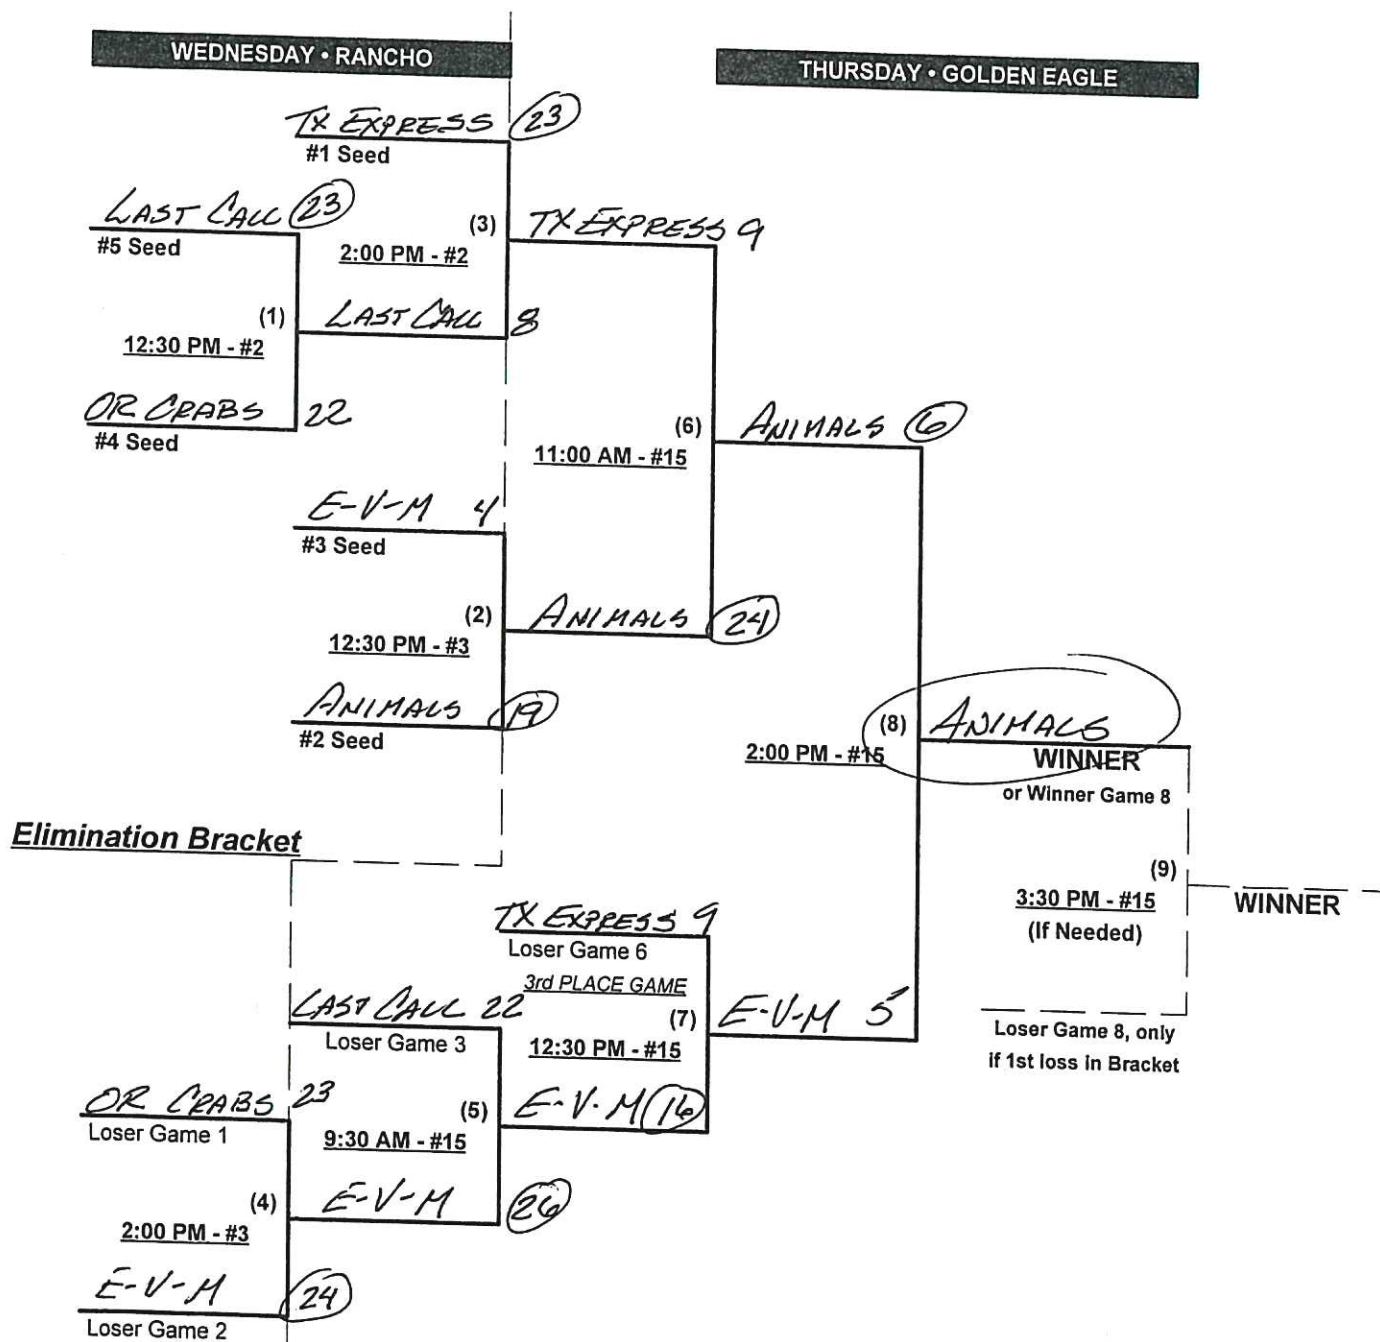 WEDNESDAY • RANCHO
THURSDAY • GOLDEN EAGLE
TX EXPRESS 23
#1 Seed
LAST CALL 23
#5 Seed
(3)
2:00 PM - #2
TX EXPRESS 9
(1)
12:30 PM - #2
LAST CALL 8
OR CRABS 22
#4 Seed
(6)
11:00 AM - #15
ANIMALS 6
E-V-M 4
#3 Seed
(2)
12:30 PM - #3
ANIMALS 24
ANIMALS 19
#2 Seed
(8)
2:00 PM - #15
ANIMALS
WINNER
or Winner Game 8
Elimination Bracket
(9)
3:30 PM - #15
(If Needed)
WINNER
TX EXPRESS 9
Loser Game 6
3rd PLACE GAME
LAST CALL 22
Loser Game 3
(7)
12:30 PM - #15
E-V-M 5
Loser Game 8, only
if 1st loss in Bracket
OR CRABS 23
Loser Game 1
(5)
9:30 AM - #15
E-V-M 16
(4)
2:00 PM - #3
E-V-M 26
E-V-M 24
Loser Game 2